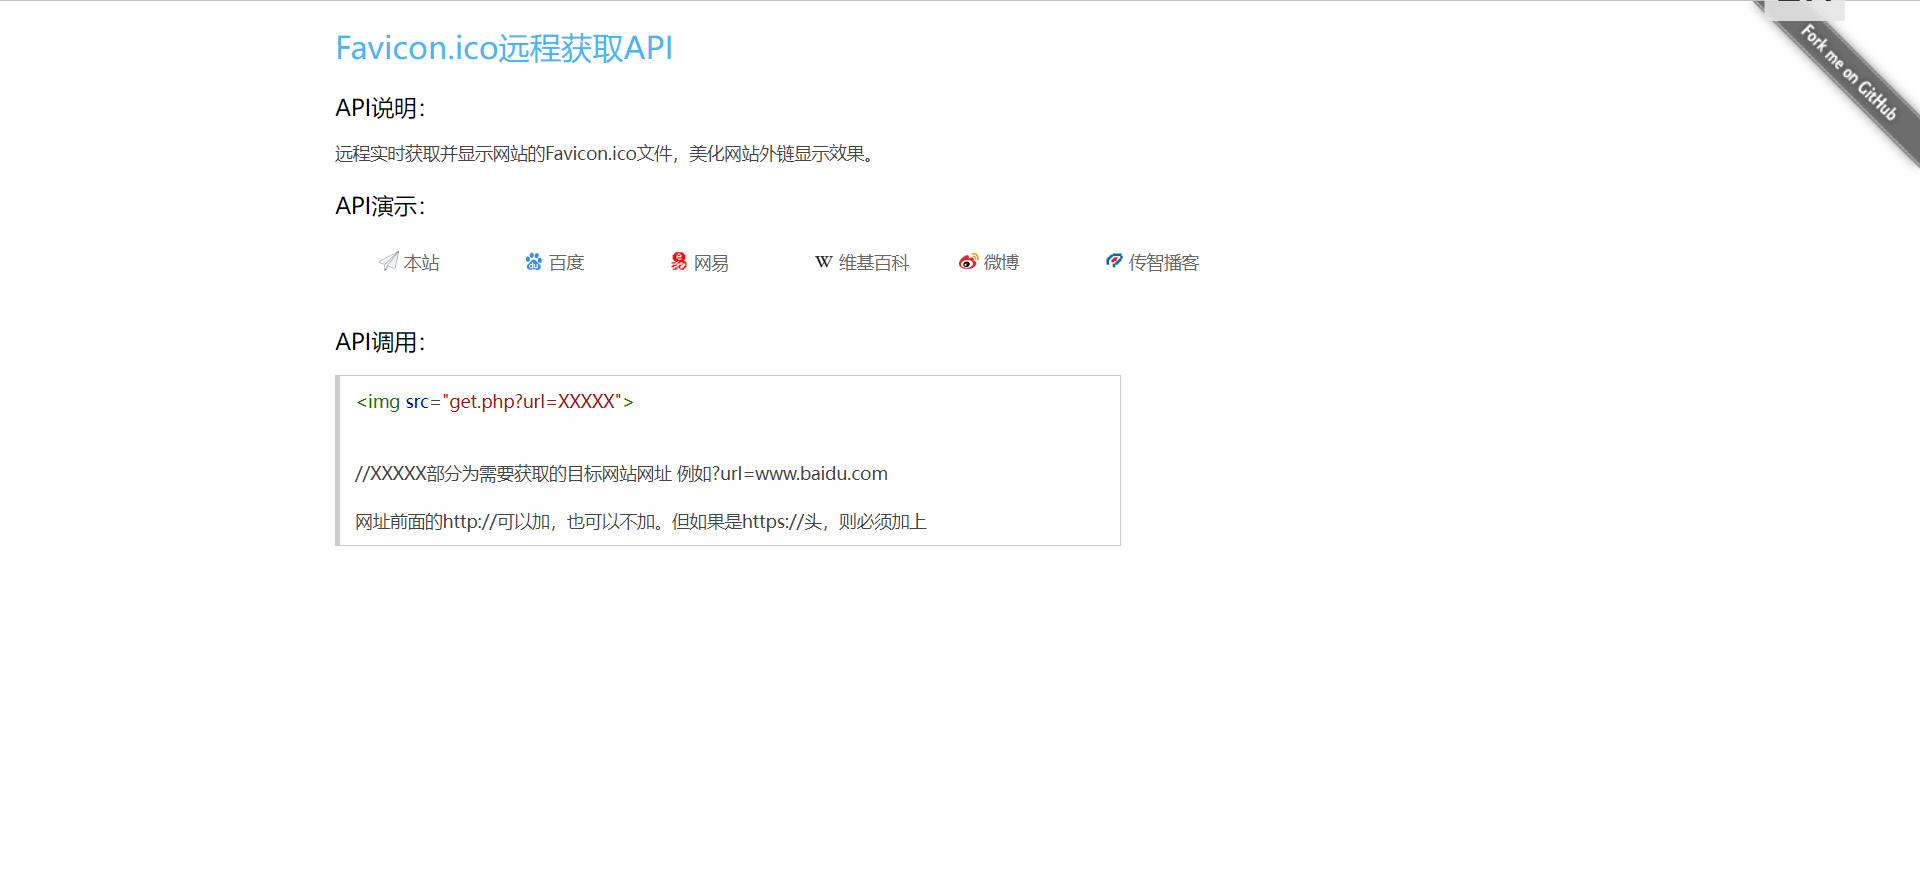 Favicon.ico远程获取API
Fork me on GitHub
API说明：
远程实时获取并显示网站的Favicon.ico文件，美化网站外链显示效果。
API演示：
本站 百度 网易 维基百科 微博 传智播客
API调用：
<img src="get.php?url=XXXXX">
//XXXXX部分为需要获取的目标网站网址 例如?url=www.baidu.com
网址前面的http://可以加，也可以不加。但如果是https://头，则必须加上